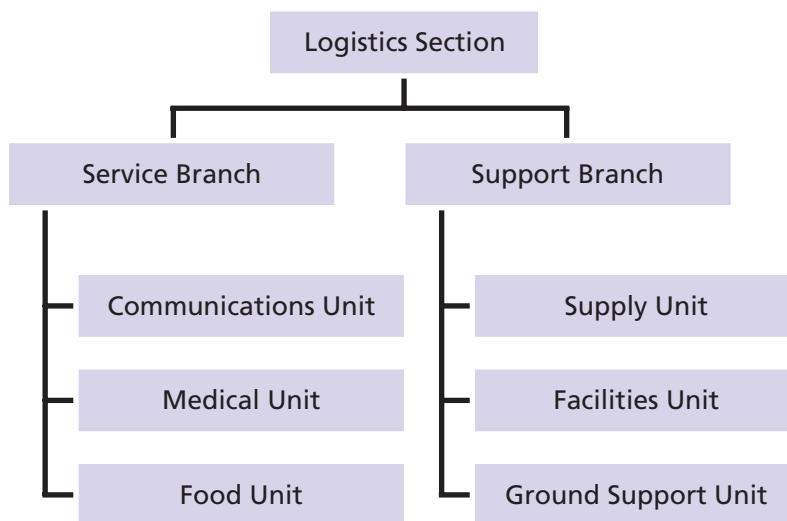 Logistics Section
Service Branch
Support Branch
Communications Unit
Supply Unit
Medical Unit
Facilities Unit
Food Unit
Ground Support Unit